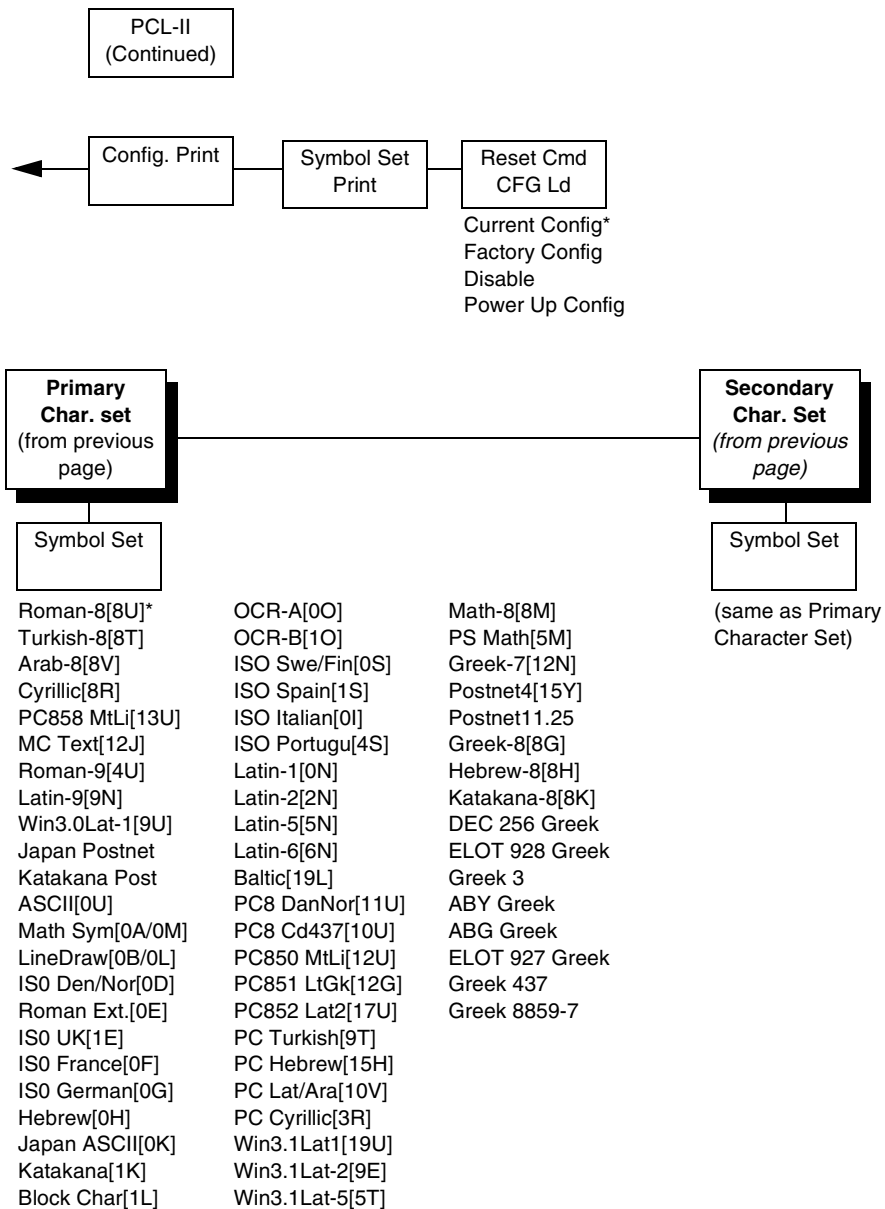 PCL-II
(Continued)
Config. Print
Symbol Set
Print
Reset Cmd
CFG Ld
Current Config*
Factory Config
Disable
Power Up Config
Primary
Char. set
(from previous
page)
Secondary
Char. Set
(from previous
page)
Symbol Set
Roman-8[8U]*
Turkish-8[8T]
Arab-8[8V]
Cyrillic[8R]
PC858 MtLi[13U]
MC Text[12J]
Roman-9[4U]
Latin-9[9N]
Win3.0Lat-1[9U]
Japan Postnet
Katakana Post
ASCII[0U]
Math Sym[0A/0M]
LineDraw[0B/0L]
IS0 Den/Nor[0D]
Roman Ext.[0E]
IS0 UK[1E]
IS0 France[0F]
IS0 German[0G]
Hebrew[0H]
Japan ASCII[0K]
Katakana[1K]
Block Char[1L]
OCR-A[0O]
OCR-B[1O]
ISO Swe/Fin[0S]
ISO Spain[1S]
ISO Italian[0I]
ISO Portugu[4S]
Latin-1[0N]
Latin-2[2N]
Latin-5[5N]
Latin-6[6N]
Baltic[19L]
PC8 DanNor[11U]
PC8 Cd437[10U]
PC850 MtLi[12U]
PC851 LtGk[12G]
PC852 Lat2[17U]
PC Turkish[9T]
PC Hebrew[15H]
PC Lat/Ara[10V]
PC Cyrillic[3R]
Win3.1Lat1[19U]
Win3.1Lat-2[9E]
Win3.1Lat-5[5T]
Math-8[8M]
PS Math[5M]
Greek-7[12N]
Postnet4[15Y]
Postnet11.25
Greek-8[8G]
Hebrew-8[8H]
Katakana-8[8K]
DEC 256 Greek
ELOT 928 Greek
Greek 3
ABY Greek
ABG Greek
ELOT 927 Greek
Greek 437
Greek 8859-7
Symbol Set
(same as Primary
Character Set)